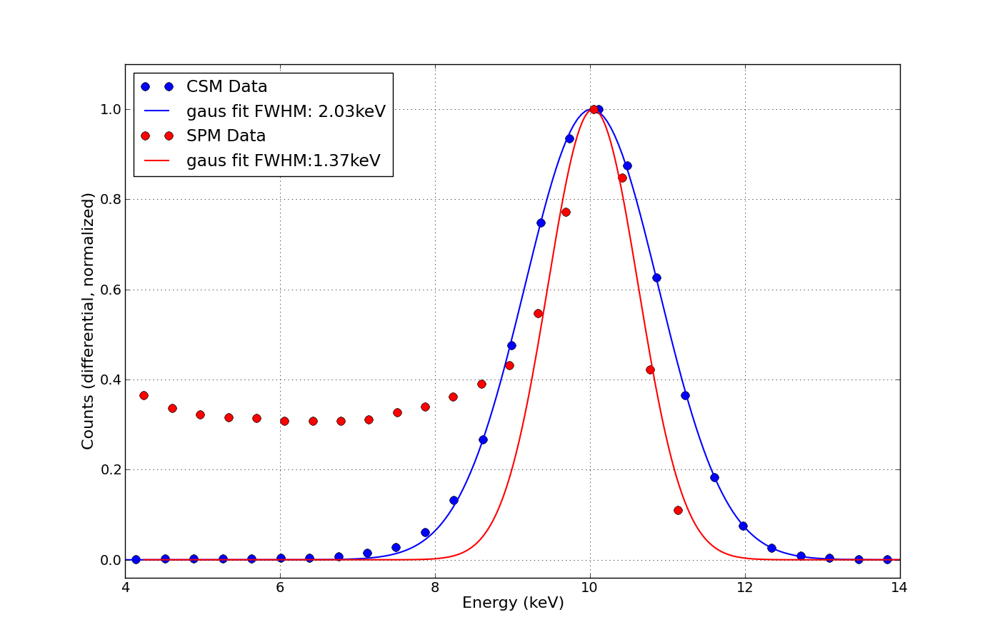 CSM Data
gaus fit FWHM: 2.03keV
SPM Data
gaus fit FWHM:1.37keV
Counts (differential, normalized)
1.0
0.8
0.6
0.4
0.2
0.0
4 6 8 10 12 14
Energy (keV)